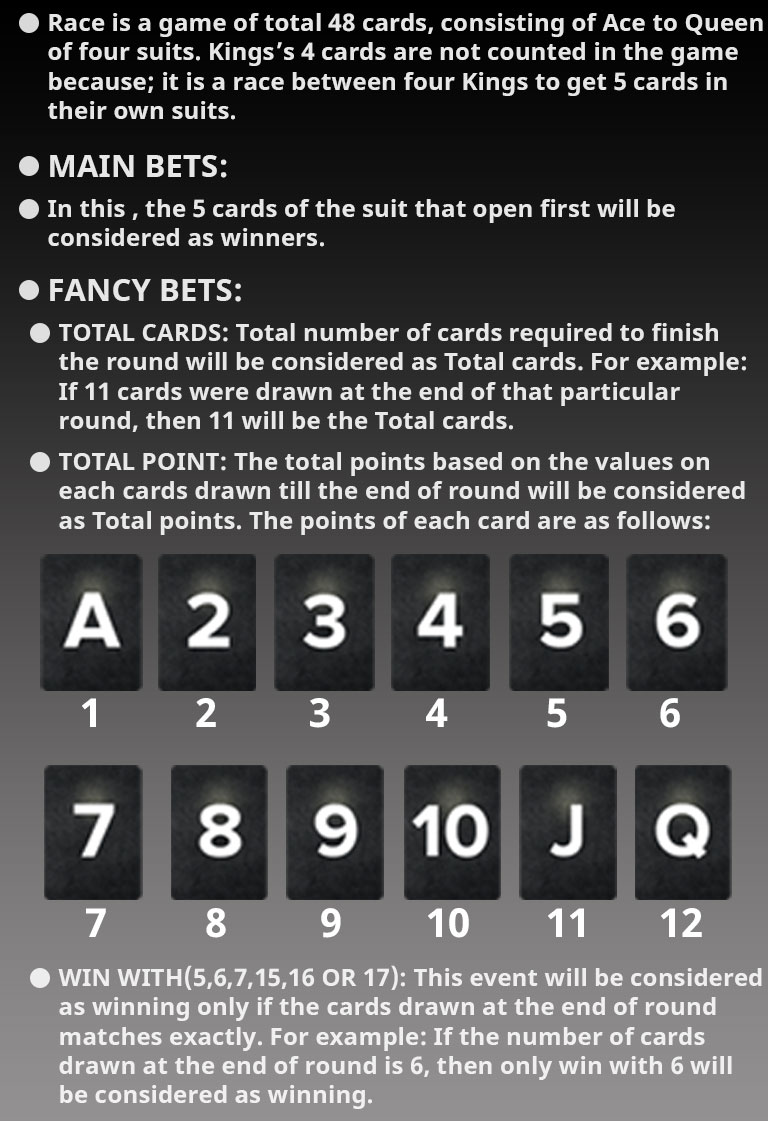 ● Race is a game of total 48 cards, consisting of Ace to Queen
of four suits. Kings’s 4 cards are not counted in the game
because; it is a race between four Kings to get 5 cards in
their own suits.
● MAIN BETS:
● In this , the 5 cards of the suit that open first will be
considered as winners.
● FANCY BETS:
● TOTAL CARDS: Total number of cards required to finish
the round will be considered as Total cards. For example:
If 11 cards were drawn at the end of that particular
round, then 11 will be the Total cards.
● TOTAL POINT: The total points based on the values on
each cards drawn till the end of round will be considered
as Total points. The points of each card are as follows:
A 2 3 4 5 6
1 2 3 4 5 6
7 8 9 10 J Q
7 8 9 10 11 12
● WIN WITH(5,6,7,15,16 OR 17): This event will be considered
as winning only if the cards drawn at the end of round
matches exactly. For example: If the number of cards
drawn at the end of round is 6, then only win with 6 will
be considered as winning.